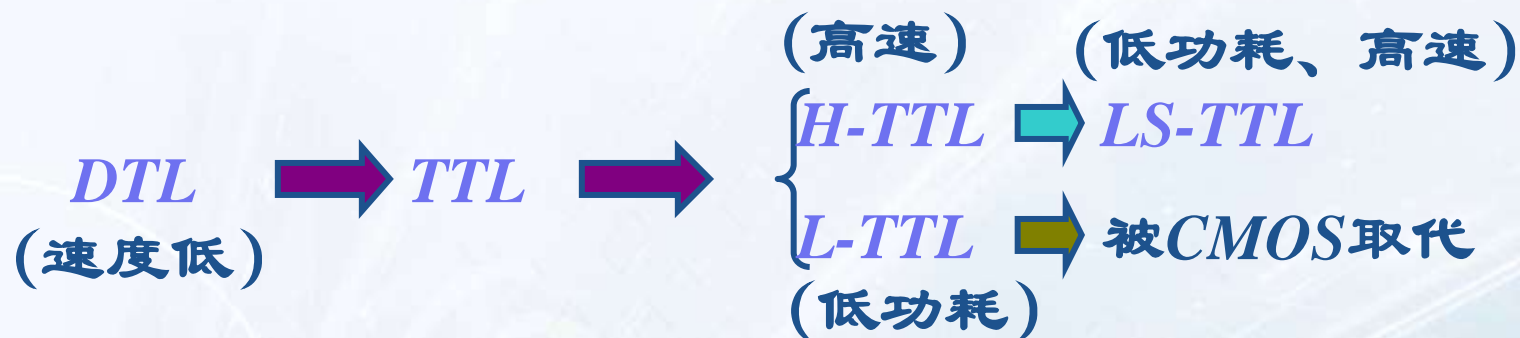 (高速) (低功耗、高速)
H-TTL LS-TTL
DTL TTL
(速度低)
L-TTL 被CMOS取代
(低功耗)